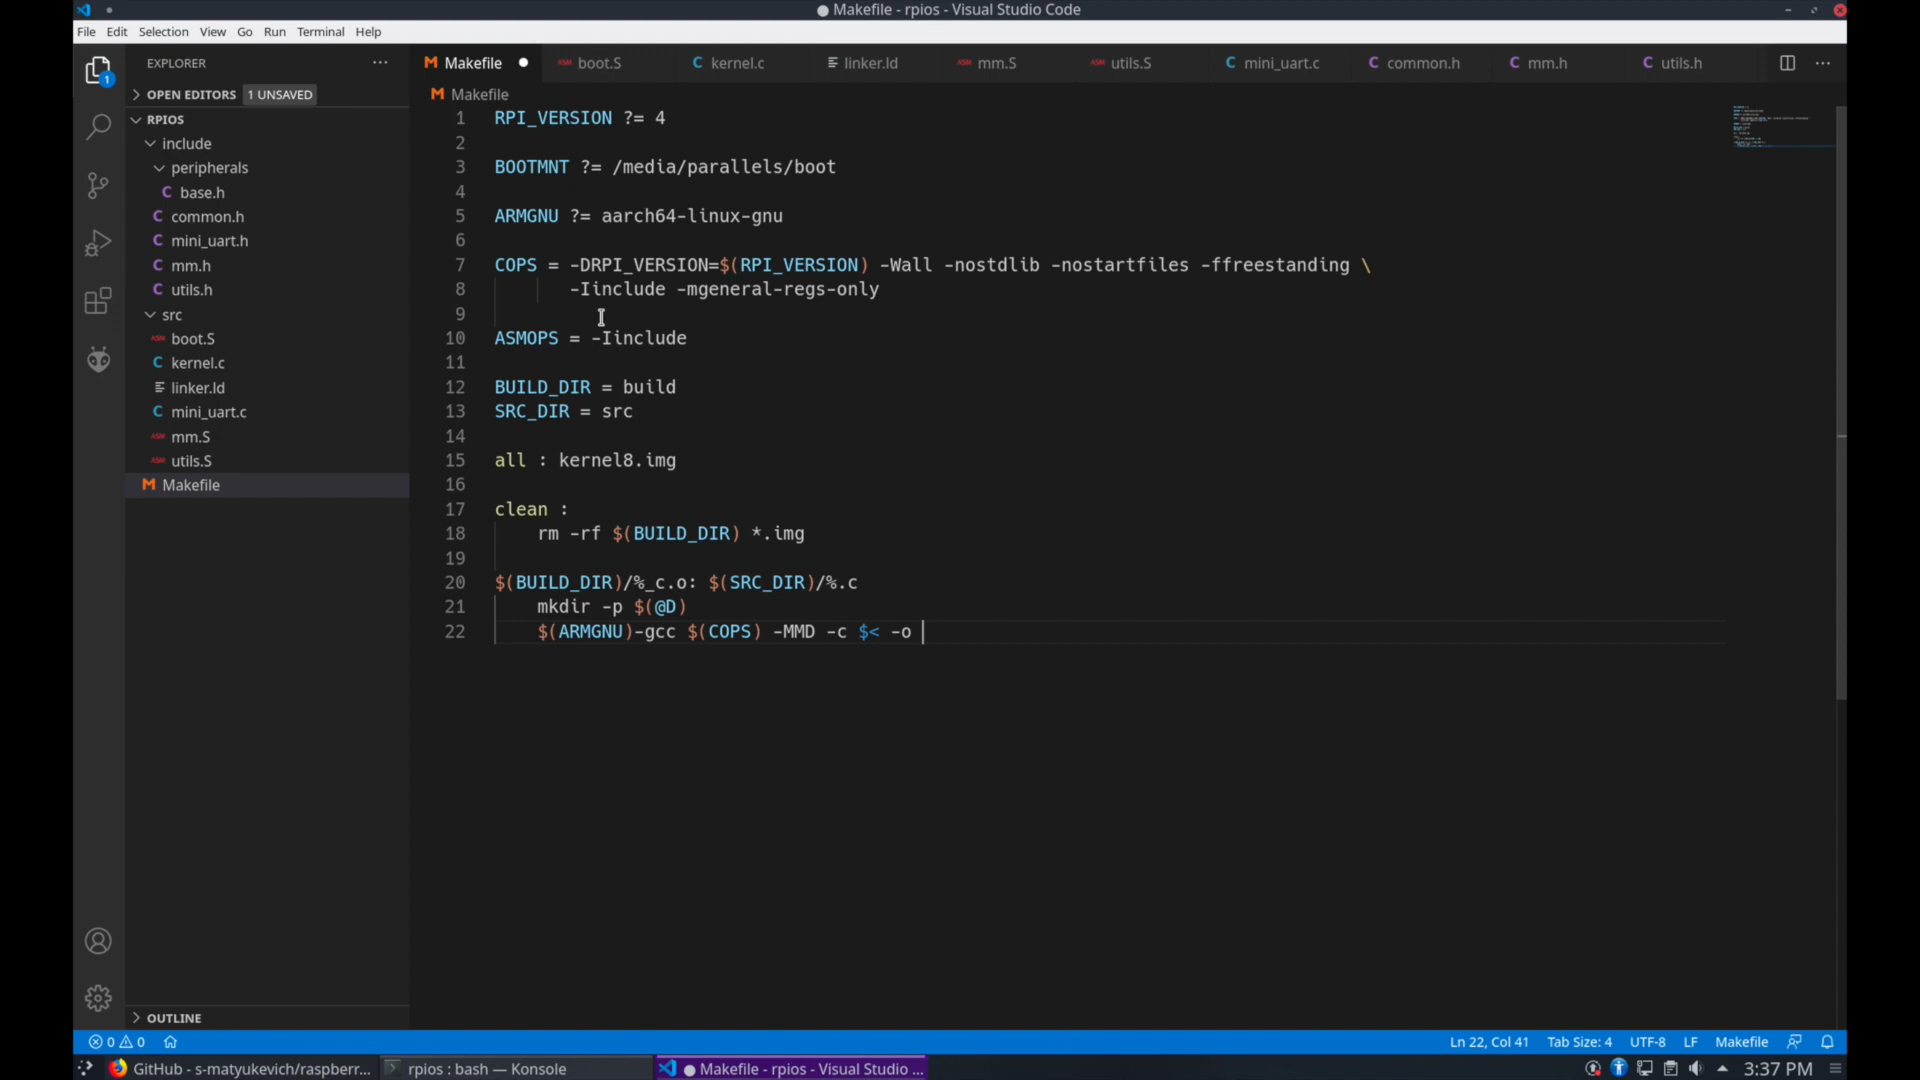 Makefile - rpios - Visual Studio Code
File Edit Selection View Go Run Terminal Help
EXPLORER
Makefile
boot.S
kernel.c
linker.ld
mm.S
utils.S
mini_uart.c
common.h
mm.h
utils.h
1
OPEN EDITORS 1 UNSAVED
RPIOS
include
peripherals
base.h
common.h
mini_uart.h
mm.h
utils.h
src
boot.S
kernel.c
linker.ld
mini_uart.c
mm.S
utils.S
Makefile
OUTLINE
Makefile
1 RPI_VERSION ?= 4
2
3 BOOTMNT ?= /media/parallels/boot
4
5 ARMGNU ?= aarch64-linux-gnu
6
7 COPS = -DRPI_VERSION=$(RPI_VERSION) -Wall -nostdlib -nostartfiles -ffreestanding \
8 -Iinclude -mgeneral-regs-only
9
10 ASMOPS = -Iinclude
11
12 BUILD_DIR = build
13 SRC_DIR = src
14
15 all : kernel8.img
16
17 clean :
18 rm -rf $(BUILD_DIR) *.img
19
20 $(BUILD_DIR)/%_c.o: $(SRC_DIR)/%.c
21 mkdir -p $(@D)
22 $(ARMGNU)-gcc $(COPS) -MMD -c $< -o
0 0
Ln 22, Col 41 Tab Size: 4 UTF-8 LF Makefile
GitHub - s-matyukevich/raspberr...
rpios : bash — Konsole
Makefile - rpios - Visual Studio ...
3:37 PM